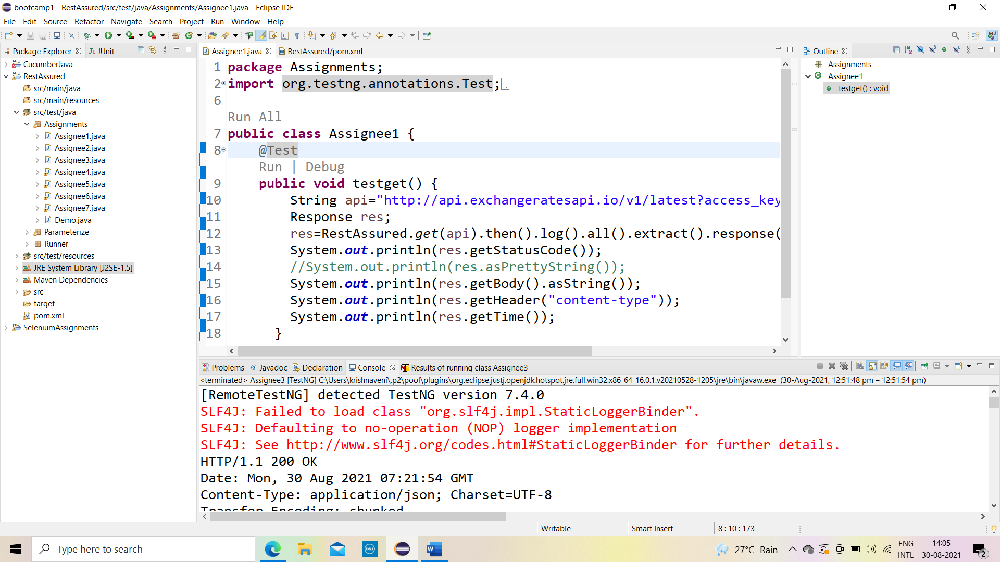 bootcamp1 - RestAssured/src/test/java/Assignments/Assignee1.java - Eclipse IDE
File Edit Source Refactor Navigate Search Project Run Window Help
Package Explorer
JUnit
CucumberJava
RestAssured
src/main/java
src/main/resources
src/test/java
Assignments
Assignee1.java
Assignee2.java
Assignee3.java
Assignee4.java
Assignee5.java
Assignee6.java
Assignee7.java
Demo.java
Parameterize
Runner
src/test/resources
JRE System Library [J2SE-1.5]
Maven Dependencies
src
target
pom.xml
SeleniumAssignments
Assignee1.java
RestAssured/pom.xml
1 package Assignments;
2 import org.testng.annotations.Test;
6
Run All
7 public class Assignee1 {
8 @Test
Run | Debug
9 public void testget() {
10 String api="http://api.exchangeratesapi.io/v1/latest?access_key
11 Response res;
12 res=RestAssured.get(api).then().log().all().extract().response(
13 System.out.println(res.getStatusCode());
14 //System.out.println(res.asPrettyString());
15 System.out.println(res.getBody().asString());
16 System.out.println(res.getHeader("content-type"));
17 System.out.println(res.getTime());
18 }
Outline
Assignments
Assignee1
testget() : void
Problems @ Javadoc Declaration Console Results of running class Assignee3
<terminated> Assignee3 [TestNG] C:\Users\krishnaveni\.p2\pool\plugins\org.eclipse.justj.openjdk.hotspot.jre.full.win32.x86_64_16.0.1.v20210528-1205\jre\bin\javaw.exe (30-Aug-2021, 12:51:48 pm – 12:51:54 pm)
[RemoteTestNG] detected TestNG version 7.4.0
SLF4J: Failed to load class "org.slf4j.impl.StaticLoggerBinder".
SLF4J: Defaulting to no-operation (NOP) logger implementation
SLF4J: See http://www.slf4j.org/codes.html#StaticLoggerBinder for further details.
HTTP/1.1 200 OK
Date: Mon, 30 Aug 2021 07:21:54 GMT
Content-Type: application/json; Charset=UTF-8
Transfer-Encoding: chunked
Writable
Smart Insert
8 : 10 : 173
Type here to search
DELL
W
27°C Rain
ENG
INTL
14:05
30-08-2021
2